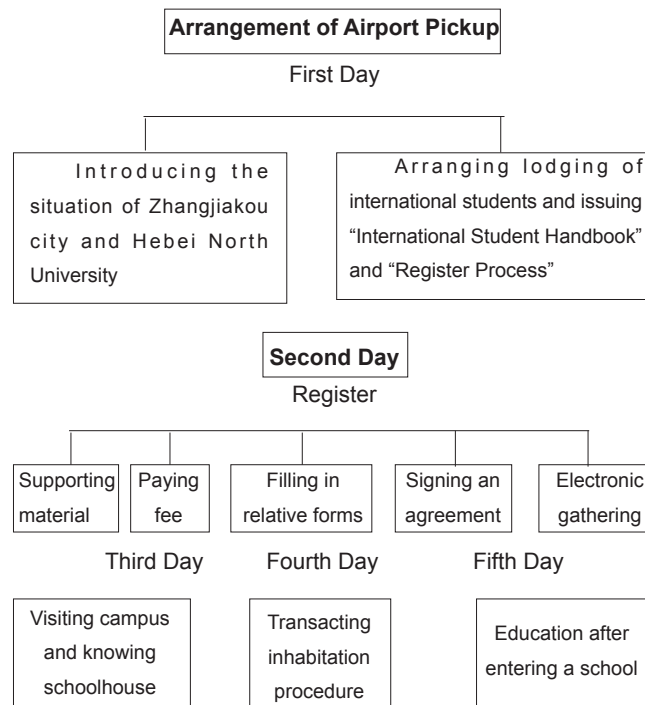 Arrangement of Airport Pickup
First Day
Introducing the
situation of Zhangjiakou
city and Hebei North
University
Arranging lodging of
international students and issuing
“International Student Handbook”
and “Register Process”
Second Day
Register
Supporting
material
Paying
fee
Filling in
relative forms
Signing an
agreement
Electronic
gathering
Third Day
Fourth Day
Fifth Day
Visiting campus
and knowing
schoolhouse
Transacting
inhabitation
procedure
Education after
entering a school